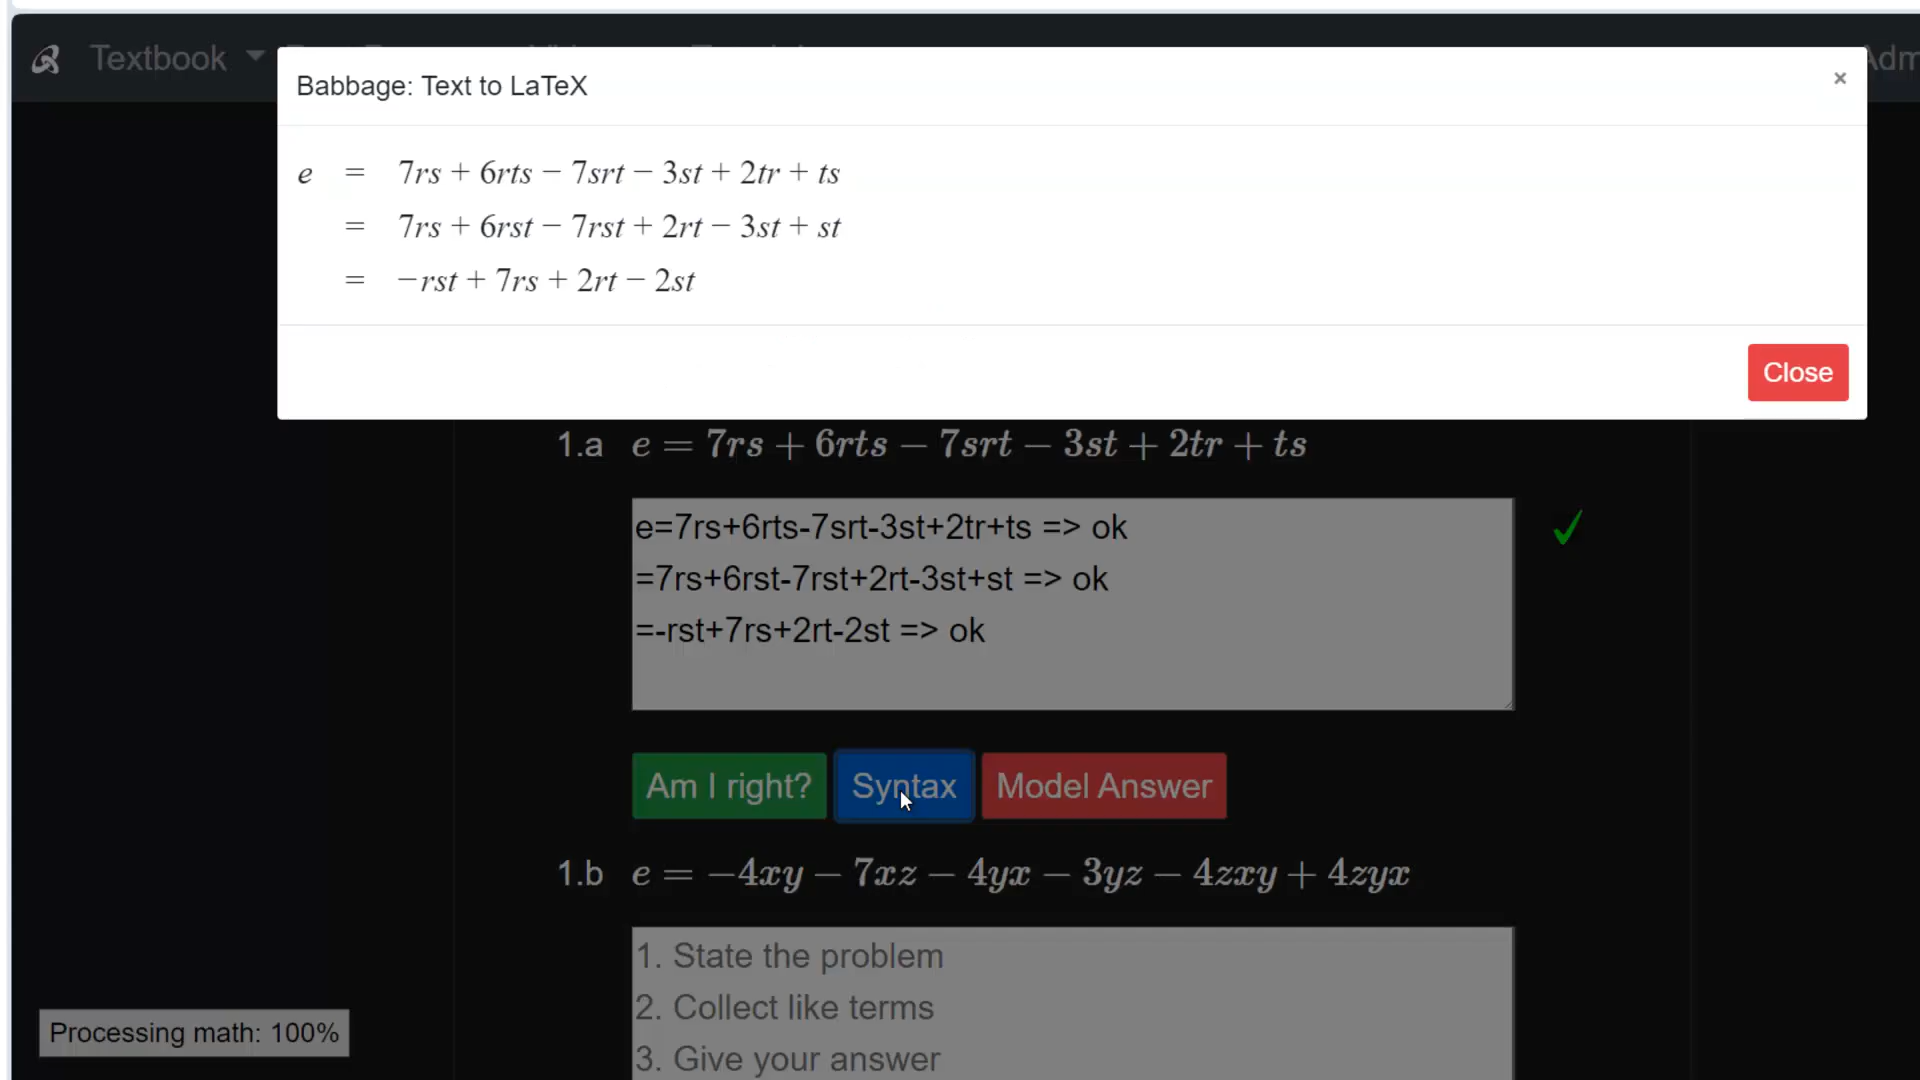 Textbook
Adm
Babbage: Text to LaTeX
×
e = 7rs + 6rts − 7srt − 3st + 2tr + ts
= 7rs + 6rst − 7rst + 2rt − 3st + st
= −rst + 7rs + 2rt − 2st
Close
1.a e = 7rs + 6rts − 7srt − 3st + 2tr + ts
e=7rs+6rts-7srt-3st+2tr+ts => ok
=7rs+6rst-7rst+2rt-3st+st => ok
=-rst+7rs+2rt-2st => ok
Am I right? Syntax Model Answer
1.b e = −4xy − 7xz − 4yx − 3yz − 4zxy + 4zyx
1. State the problem
2. Collect like terms
3. Give your answer
Processing math: 100%